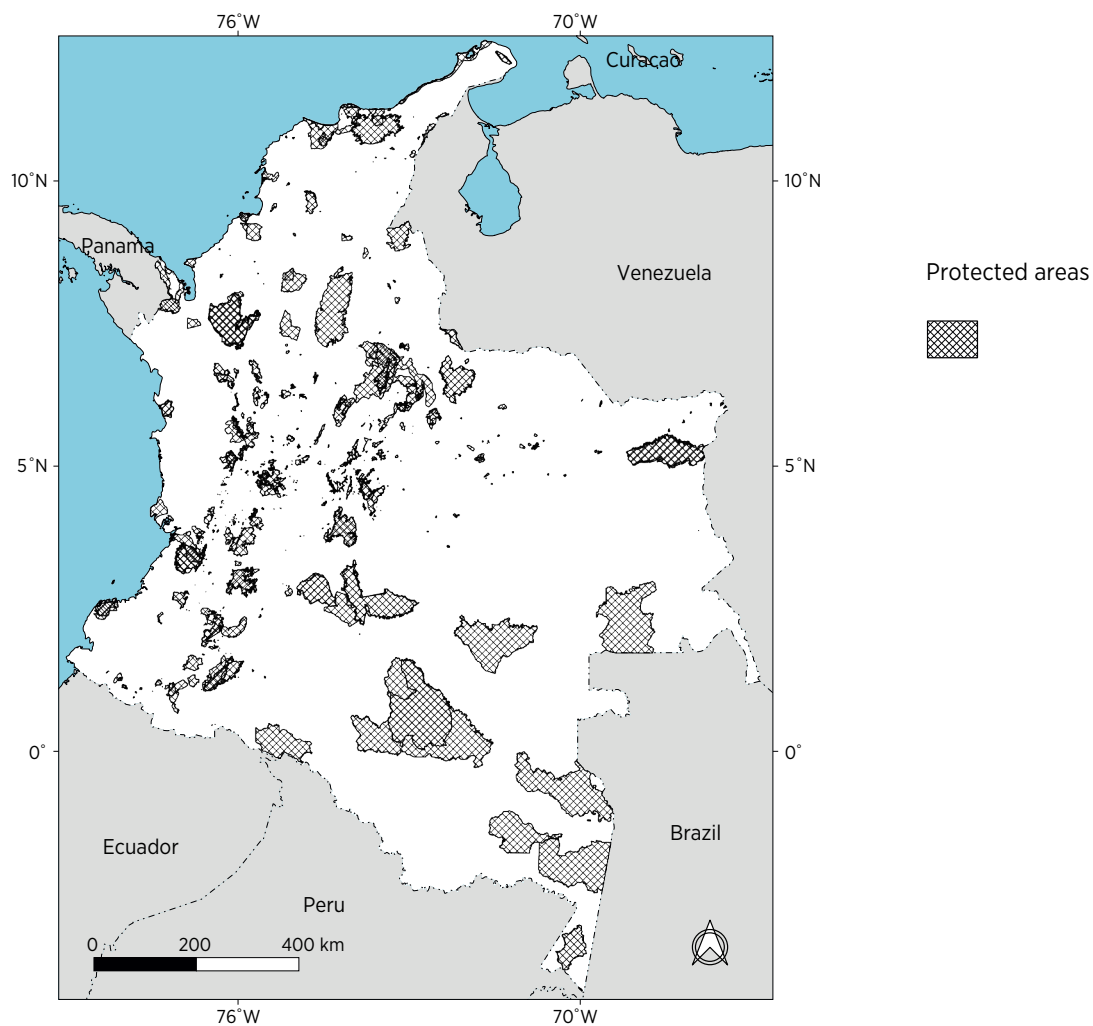 76°W 70°W
Curacao
10°N 10°N
Panama
Venezuela
Protected areas
5°N 5°N
0° 0°
Ecuador
Brazil
Peru
0 200 400 km
76°W 70°W